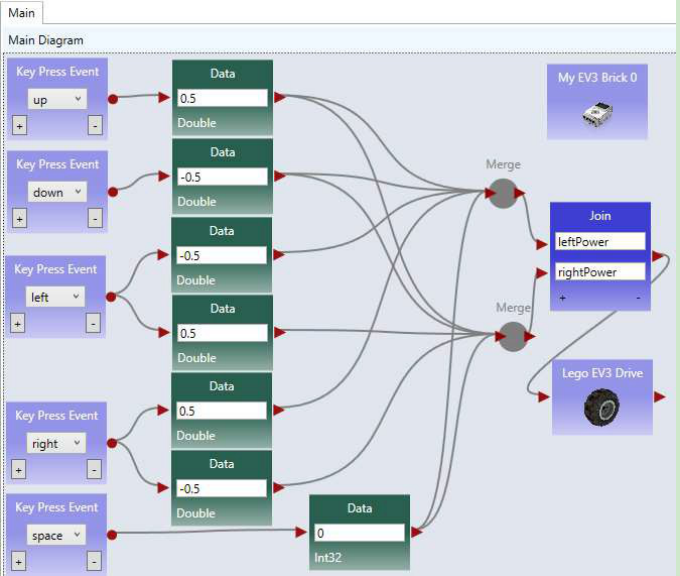 Main
Main Diagram
Key Press Event
up
+ -
Data
0.5
Double
My EV3 Brick 0
Key Press Event
down
+ -
Data
-0.5
Double
Merge
Key Press Event
left
+ -
Data
-0.5
Double
Data
0.5
Double
Join
leftPower
rightPower
+ -
Merge
Lego EV3 Drive
Key Press Event
right
+ -
Data
0.5
Double
Data
-0.5
Double
Key Press Event
space
+ -
Data
0
Int32